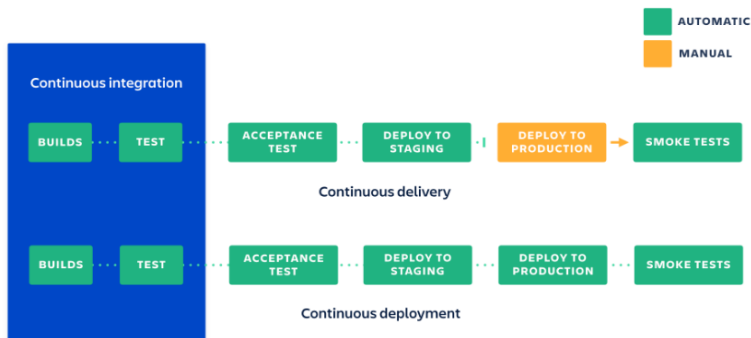 AUTOMATIC
MANUAL
Continuous integration
BUILDS
TEST
ACCEPTANCE
TEST
DEPLOY TO
STAGING
DEPLOY TO
PRODUCTION
SMOKE TESTS
Continuous delivery
BUILDS
TEST
ACCEPTANCE
TEST
DEPLOY TO
STAGING
DEPLOY TO
PRODUCTION
SMOKE TESTS
Continuous deployment